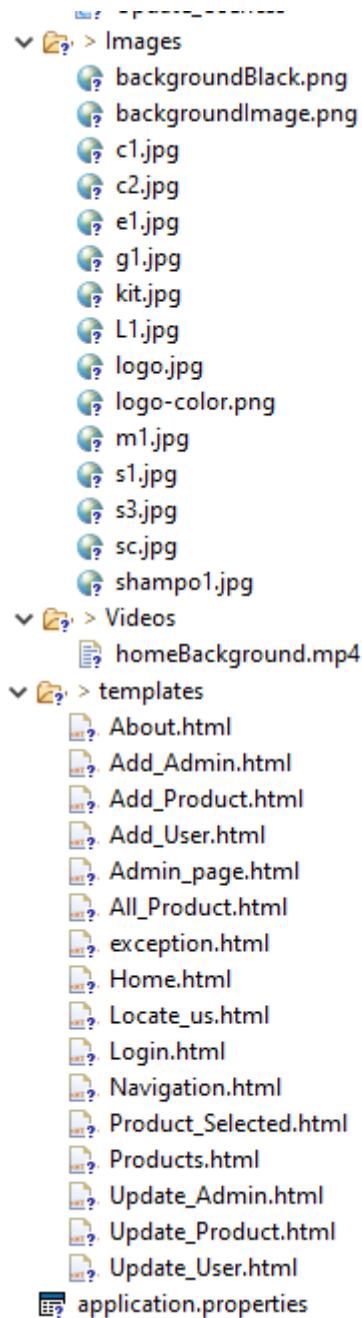 > Images
backgroundBlack.png
backgroundImage.png
c1.jpg
c2.jpg
e1.jpg
g1.jpg
kit.jpg
L1.jpg
logo.jpg
logo-color.png
m1.jpg
s1.jpg
s3.jpg
sc.jpg
shampo1.jpg
> Videos
homeBackground.mp4
> templates
About.html
Add_Admin.html
Add_Product.html
Add_User.html
Admin_page.html
All_Product.html
exception.html
Home.html
Locate_us.html
Login.html
Navigation.html
Product_Selected.html
Products.html
Update_Admin.html
Update_Product.html
Update_User.html
application.properties